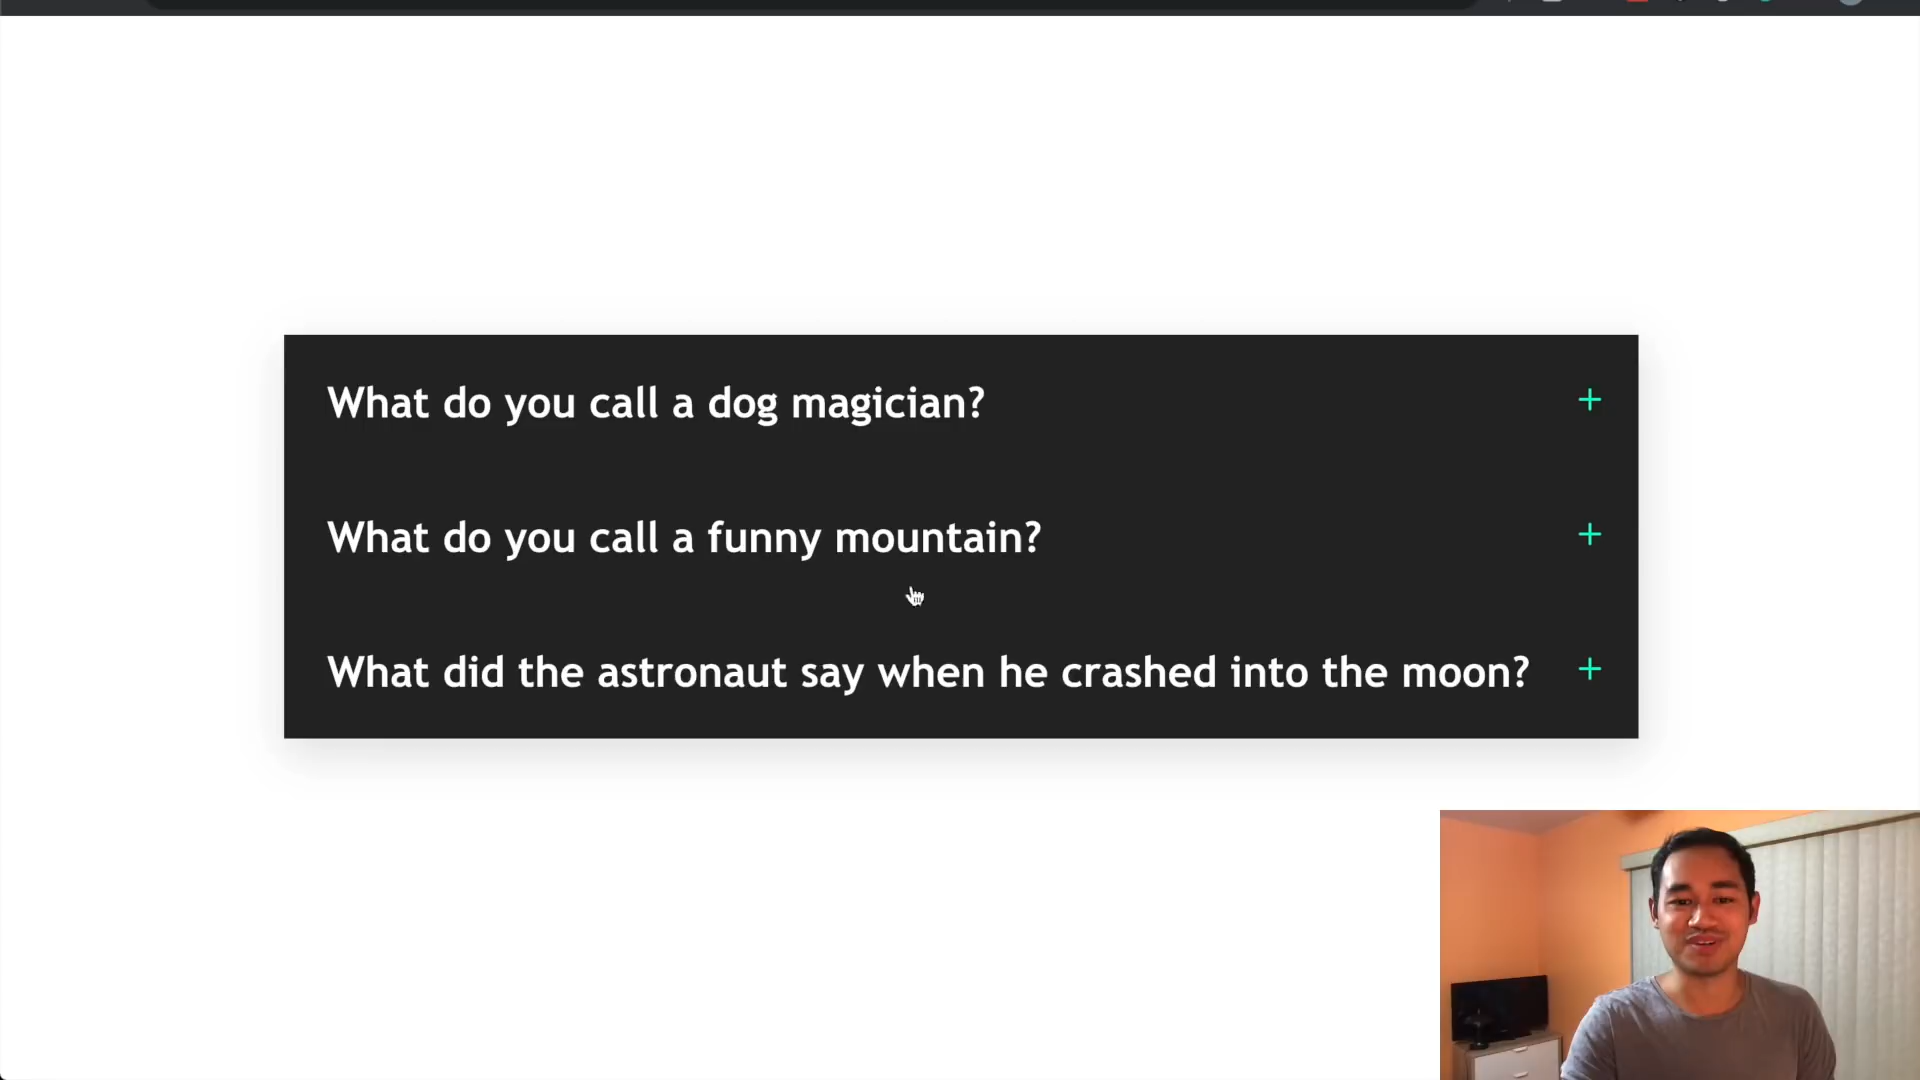 What do you call a dog magician? +
What do you call a funny mountain? +
What did the astronaut say when he crashed into the moon? +